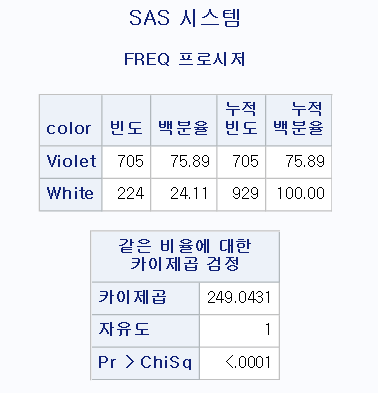 SAS 시스템
FREQ 프로시저
color 빈도 백분율 누적 빈도 누적 백분율
Violet 705 75.89 705 75.89
White 224 24.11 929 100.00
같은 비율에 대한
카이제곱 검정
카이제곱 249.0431
자유도 1
Pr > ChiSq <.0001